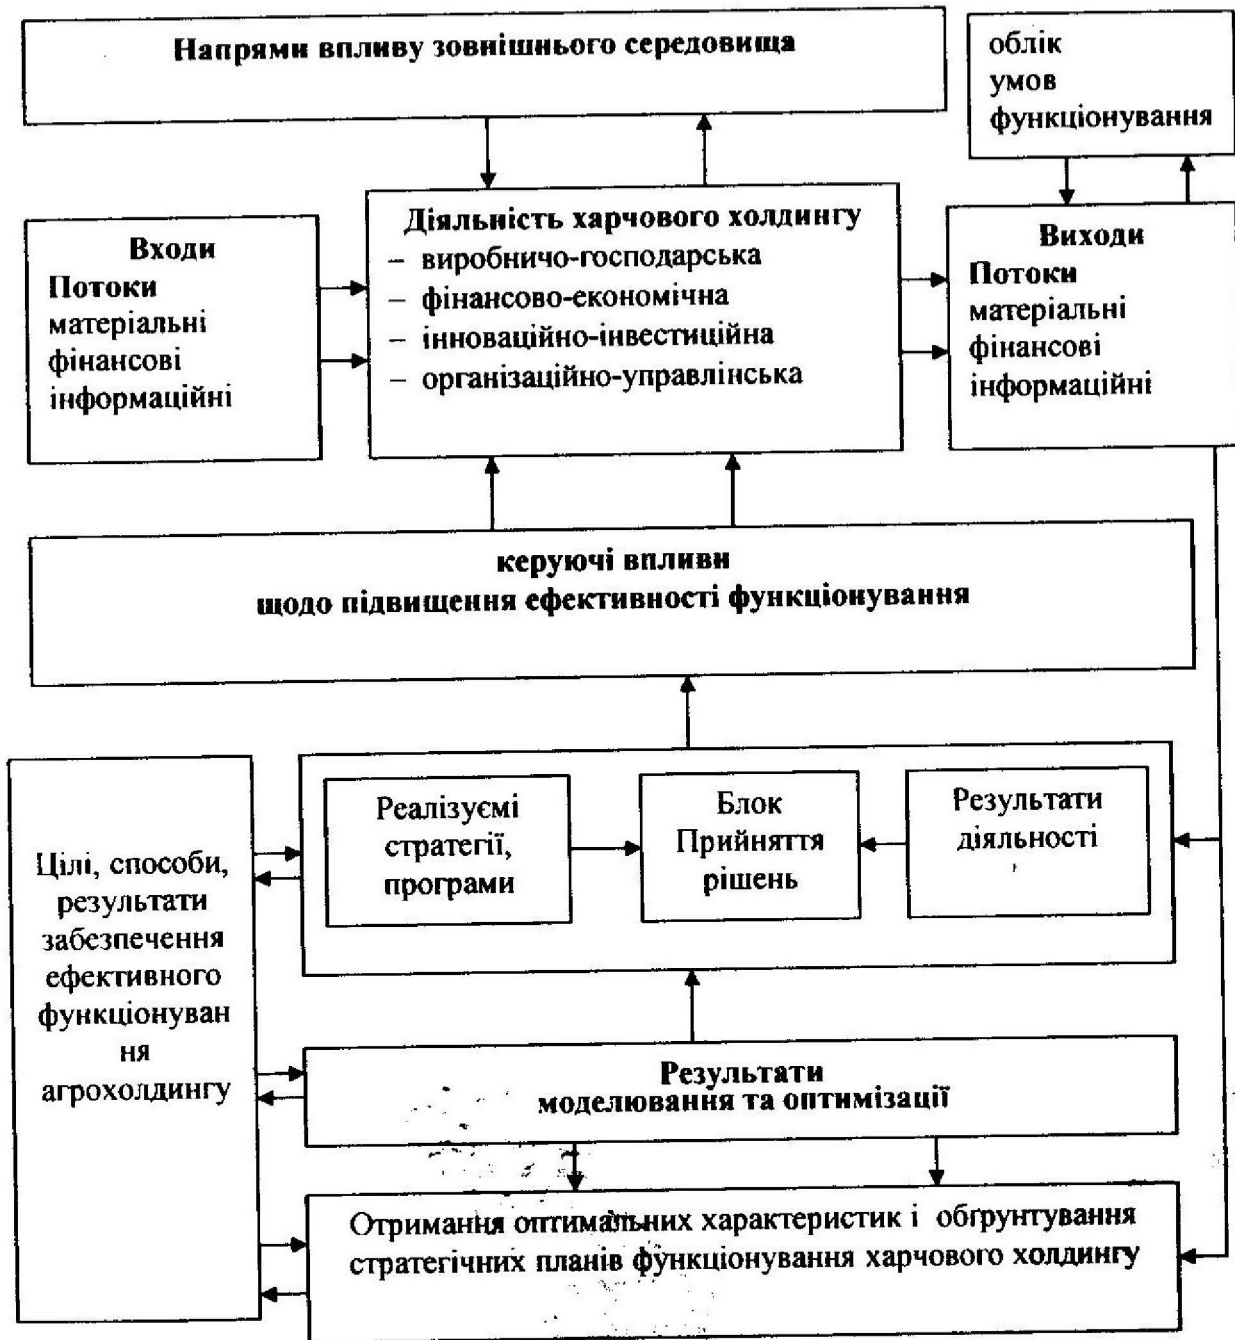 Напрями впливу зовнішнього середовища
облік
умов
функціонування
Входи
Потоки
матеріальні
фінансові
інформаційні
Діяльність харчового холдингу
– виробничо-господарська
– фінансово-економічна
– інноваційно-інвестиційна
– організаційно-управлінська
Виходи
Потоки
матеріальні
фінансові
інформаційні
керуючі впливи
щодо підвищення ефективності функціонування
Цілі, способи,
результати
забезпечення
ефективного
функціонуван
ня
агрохолдингу
Реалізуємі
стратегії,
програми
Блок
Прийняття
рішень
Результати
діяльності
Результати
моделювання та оптимізації
Отримання оптимальних характеристик і обґрунтування
стратегічних планів функціонування харчового холдингу